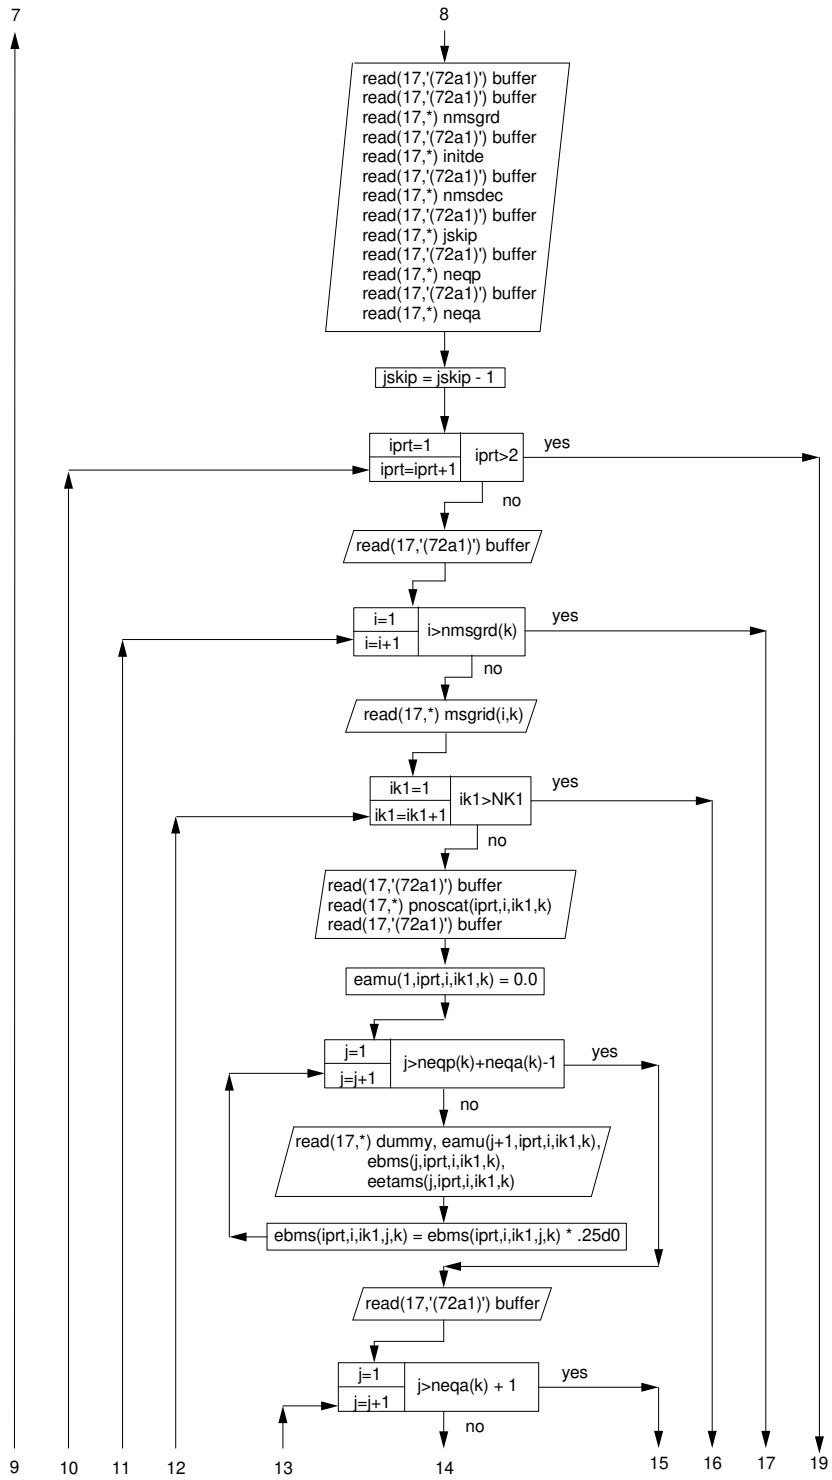 7
8
read(17,'(72a1)') buffer
read(17,'(72a1)') buffer
read(17,*) nmsgrd
read(17,'(72a1)') buffer
read(17,*) initde
read(17,'(72a1)') buffer
read(17,*) nmsdec
read(17,'(72a1)') buffer
read(17,*) jskip
read(17,'(72a1)') buffer
read(17,*) neqp
read(17,'(72a1)') buffer
read(17,*) neqa
jskip = jskip - 1
iprt=1
iprt=iprt+1
iprt>2
yes
no
read(17,'(72a1)') buffer
i=1
i=i+1
i>nmsgrd(k)
yes
no
read(17,*) msgrid(i,k)
ik1=1
ik1=ik1+1
ik1>NK1
yes
no
read(17,'(72a1)') buffer
read(17,*) pnoscat(iprt,i,ik1,k)
read(17,'(72a1)') buffer
eamu(1,iprt,i,ik1,k) = 0.0
j=1
j=j+1
j>neqp(k)+neqa(k)-1
yes
no
read(17,*) dummy, eamu(j+1,iprt,i,ik1,k),
ebms(j,iprt,i,ik1,k),
eetams(j,iprt,i,ik1,k)
ebms(iprt,i,ik1,j,k) = ebms(iprt,i,ik1,j,k) * .25d0
read(17,'(72a1)') buffer
j=1
j=j+1
j>neqa(k) + 1
yes
no
9 10 11 12 13 14 15 16 17 19